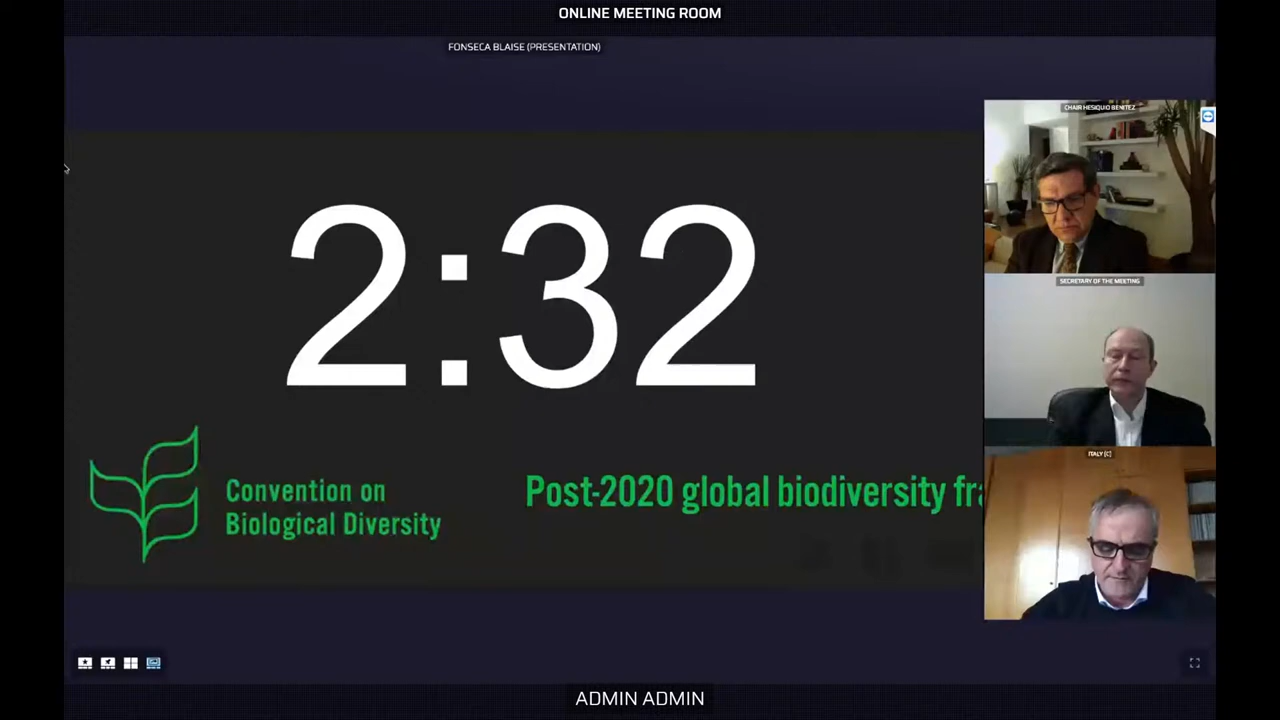 ONLINE MEETING ROOM
FONSECA BLAISE (PRESENTATION)
CHAIR HESIQUIO BENITEZ
2:32
SECRETARY OF THE MEETING
ITALY (C)
Convention on
Biological Diversity
Post-2020 global biodiversity fra
ADMIN ADMIN